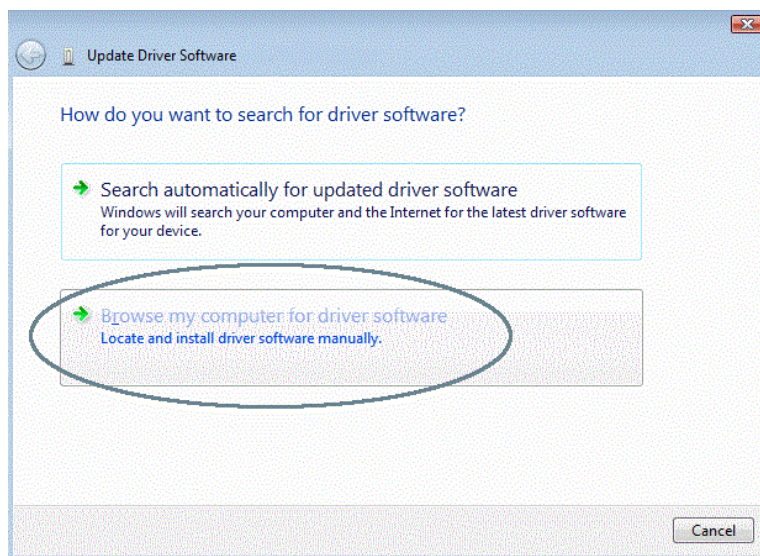 Update Driver Software
How do you want to search for driver software?
Search automatically for updated driver software
Windows will search your computer and the Internet for the latest driver software
for your device.
Browse my computer for driver software
Locate and install driver software manually.
Cancel